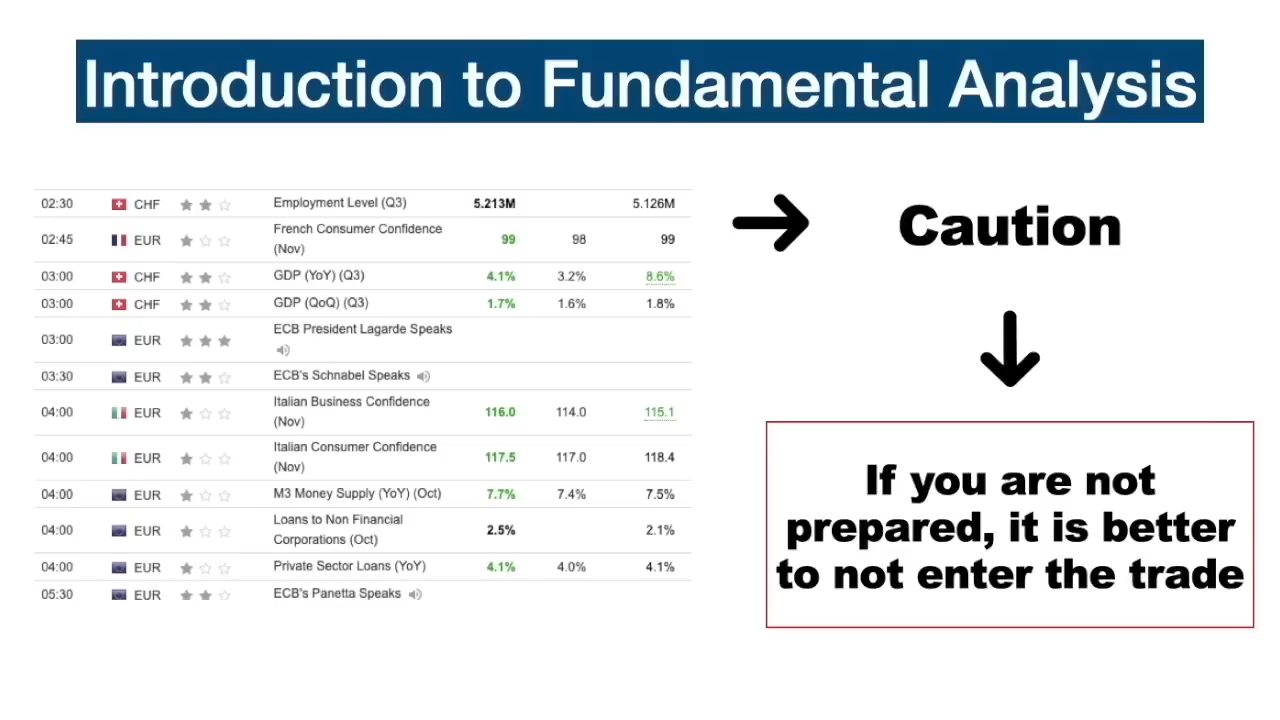 Introduction to Fundamental Analysis
02:30 CHF Employment Level (Q3) 5.213M 5.126M
02:45 EUR French Consumer Confidence (Nov) 99 98 99
03:00 CHF GDP (YoY) (Q3) 4.1% 3.2% 8.6%
03:00 CHF GDP (QoQ) (Q3) 1.7% 1.6% 1.8%
03:00 EUR ECB President Lagarde Speaks
03:30 EUR ECB's Schnabel Speaks
04:00 EUR Italian Business Confidence (Nov) 116.0 114.0 115.1
04:00 EUR Italian Consumer Confidence (Nov) 117.5 117.0 118.4
04:00 EUR M3 Money Supply (YoY) (Oct) 7.7% 7.4% 7.5%
04:00 EUR Loans to Non Financial Corporations (Oct) 2.5% 2.1%
04:00 EUR Private Sector Loans (YoY) 4.1% 4.0% 4.1%
05:30 EUR ECB's Panetta Speaks
Caution
If you are not
prepared, it is better
to not enter the trade